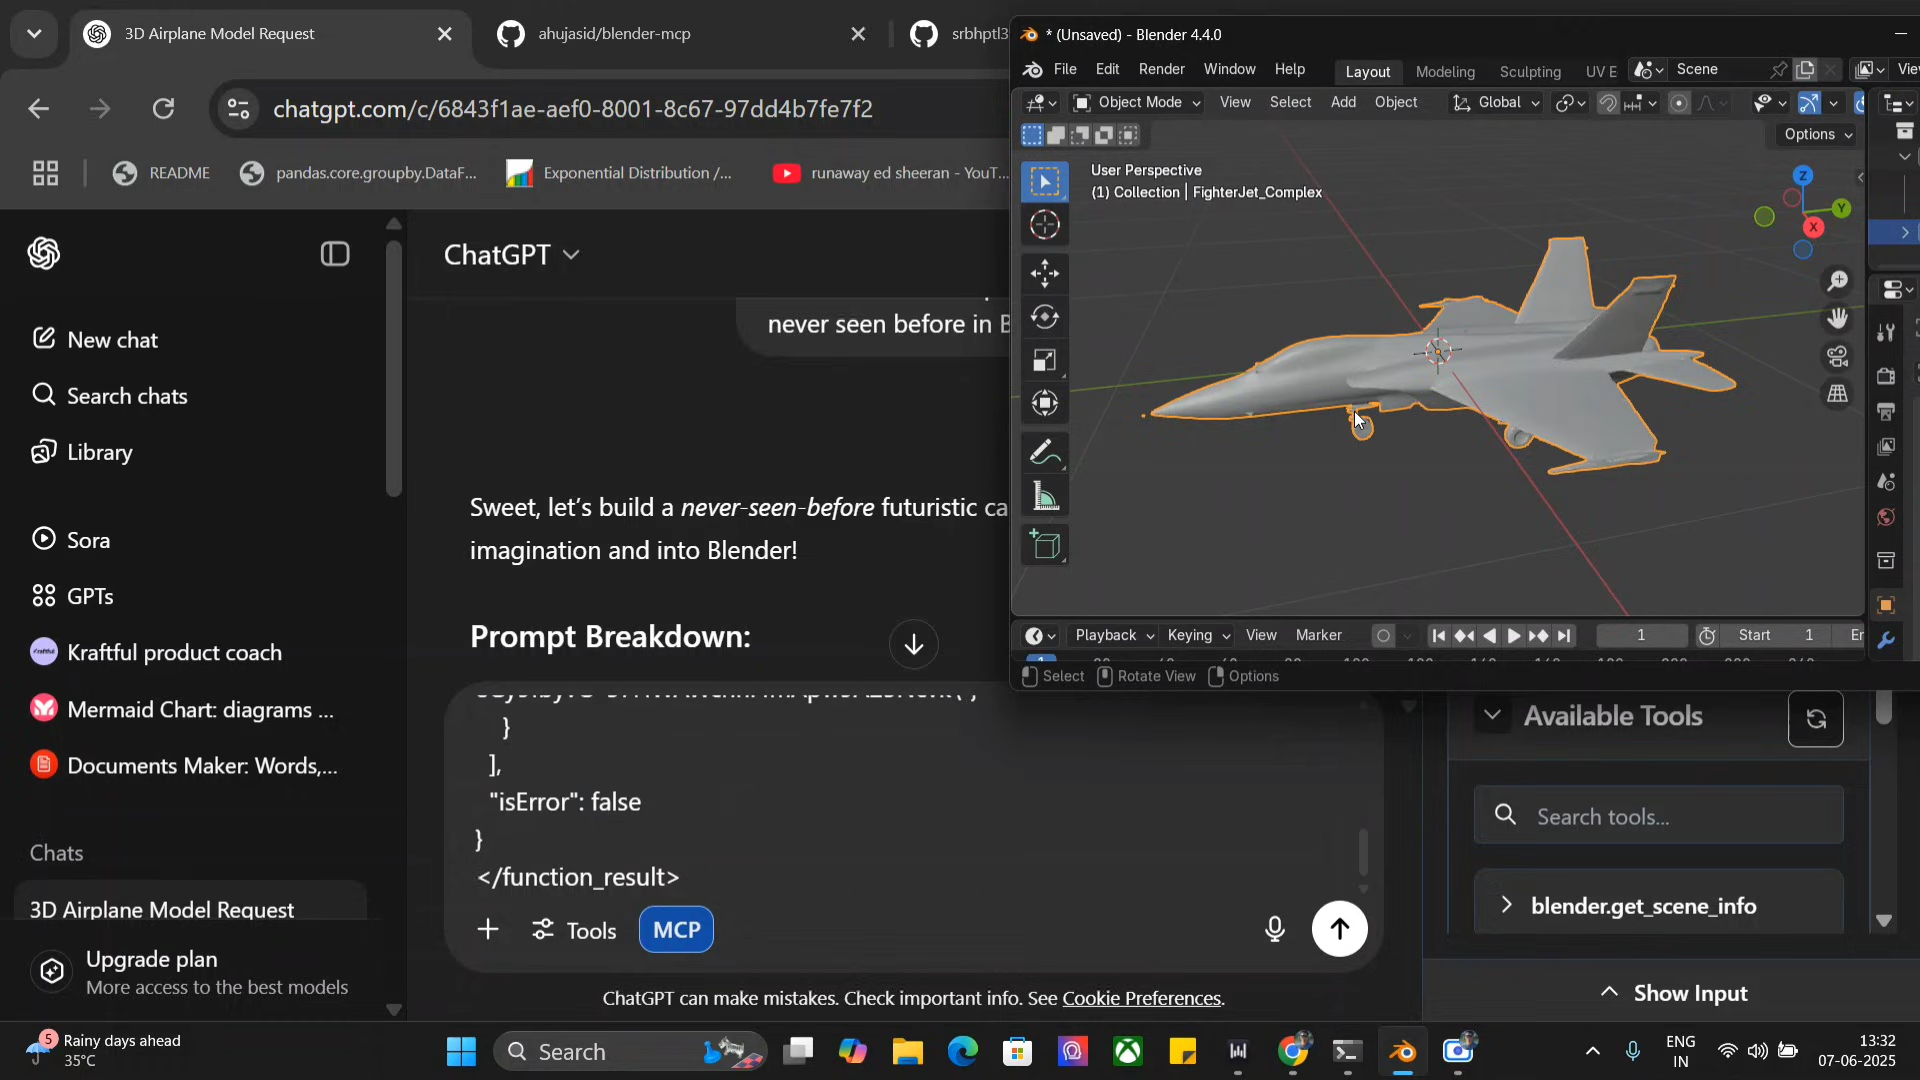 3D Airplane Model Request
ahujasid/blender-mcp
srbhptl3
chatgpt.com/c/6843f1ae-aef0-8001-8c67-97dd4b7fe7f2
README
pandas.core.groupby.DataF...
Exponential Distribution /...
runaway ed sheeran - YouT...
New chat
Search chats
Library
Sora
GPTs
Kraftful product coach
Mermaid Chart: diagrams ...
Documents Maker: Words,...
Chats
3D Airplane Model Request
Upgrade plan
More access to the best models
ChatGPT
never seen before in B
Sweet, let's build a never-seen-before futuristic ca
imagination and into Blender!
Prompt Breakdown:
}
],
"isError": false
}
</function_result>
Tools
MCP
ChatGPT can make mistakes. Check important info. See Cookie Preferences.
* (Unsaved) - Blender 4.4.0
File Edit Render Window Help Layout Modeling Sculpting UV E Scene Vie
Object Mode View Select Add Object Global
Options
User Perspective
(1) Collection | FighterJet_Complex
Z
Y
X
Playback Keying View Marker 1 Start 1 Er
Select Rotate View Options
Available Tools
Search tools...
blender.get_scene_info
Show Input
5
Rainy days ahead
35°C
Search
ENG
IN
13:32
07-06-2025